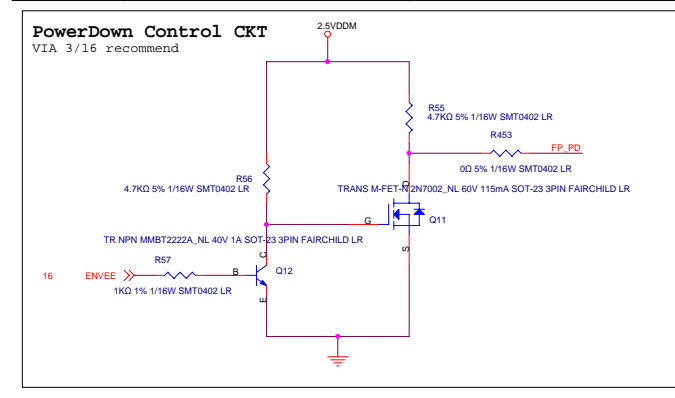 PowerDown Control CKT
VIA 3/16 recommend
2.5VDDM
R55
4.7KΩ 5% 1/16W SMT0402 LR
R453
FP_PD
0Ω 5% 1/16W SMT0402 LR
R56
4.7KΩ 5% 1/16W SMT0402 LR
D
TRANS M-FET-N 2N7002_NL 60V 115mA SOT-23 3PIN FAIRCHILD LR
G
Q11
S
TR NPN MMBT2222A_NL 40V 1A SOT-23 3PIN FAIRCHILD LR
C
R57
16
ENVEE
B
Q12
1KΩ 1% 1/16W SMT0402 LR
E